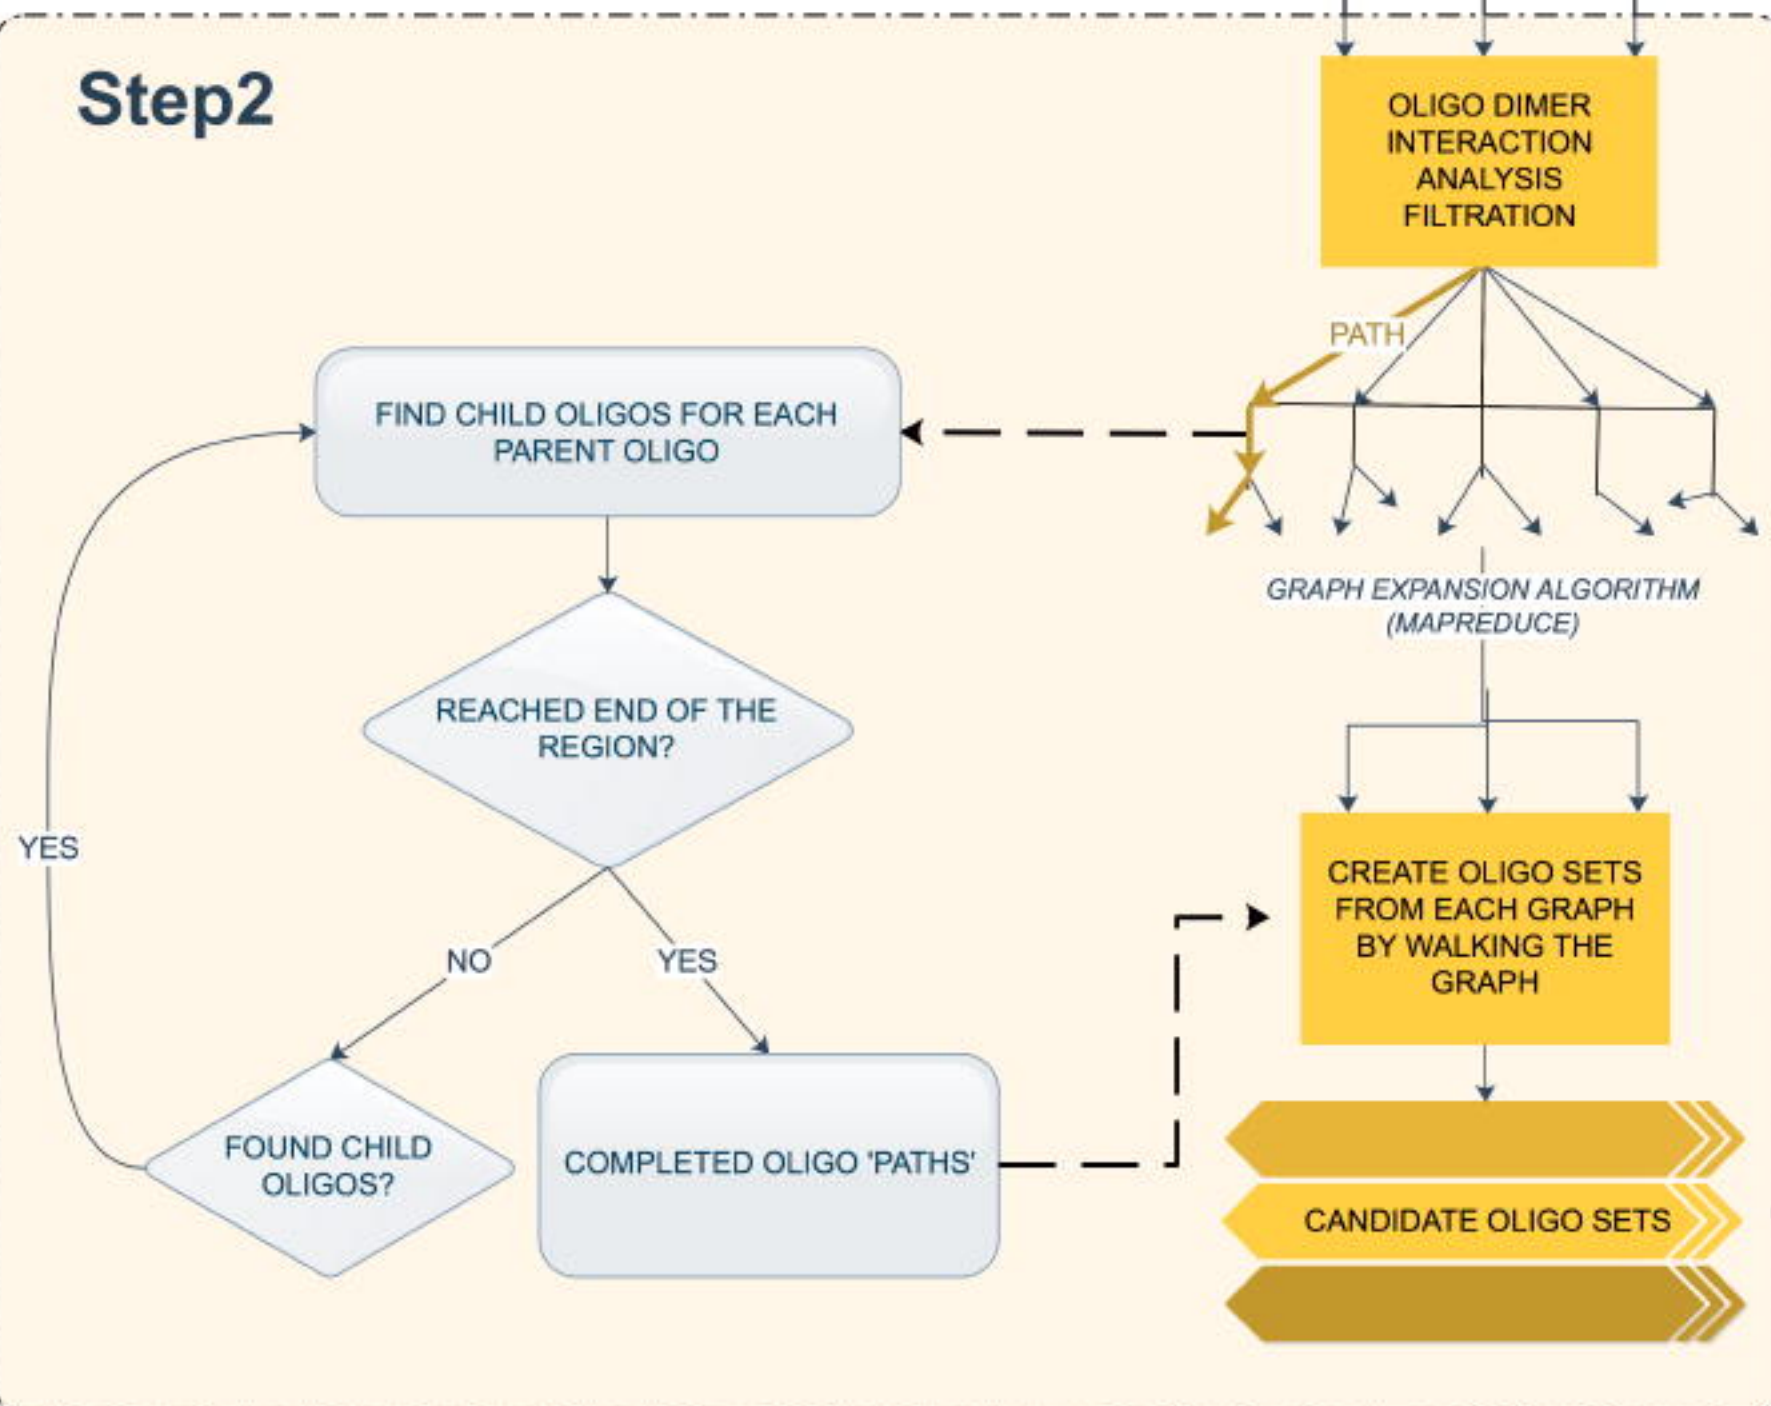 Step2
OLIGO DIMER
INTERACTION
ANALYSIS
FILTRATION
PATH
FIND CHILD OLIGOS FOR EACH
PARENT OLIGO
GRAPH EXPANSION ALGORITHM
(MAPREDUCE)
REACHED END OF THE
REGION?
YES
NO
YES
CREATE OLIGO SETS
FROM EACH GRAPH
BY WALKING THE
GRAPH
FOUND CHILD
OLIGOS?
COMPLETED OLIGO 'PATHS'
CANDIDATE OLIGO SETS